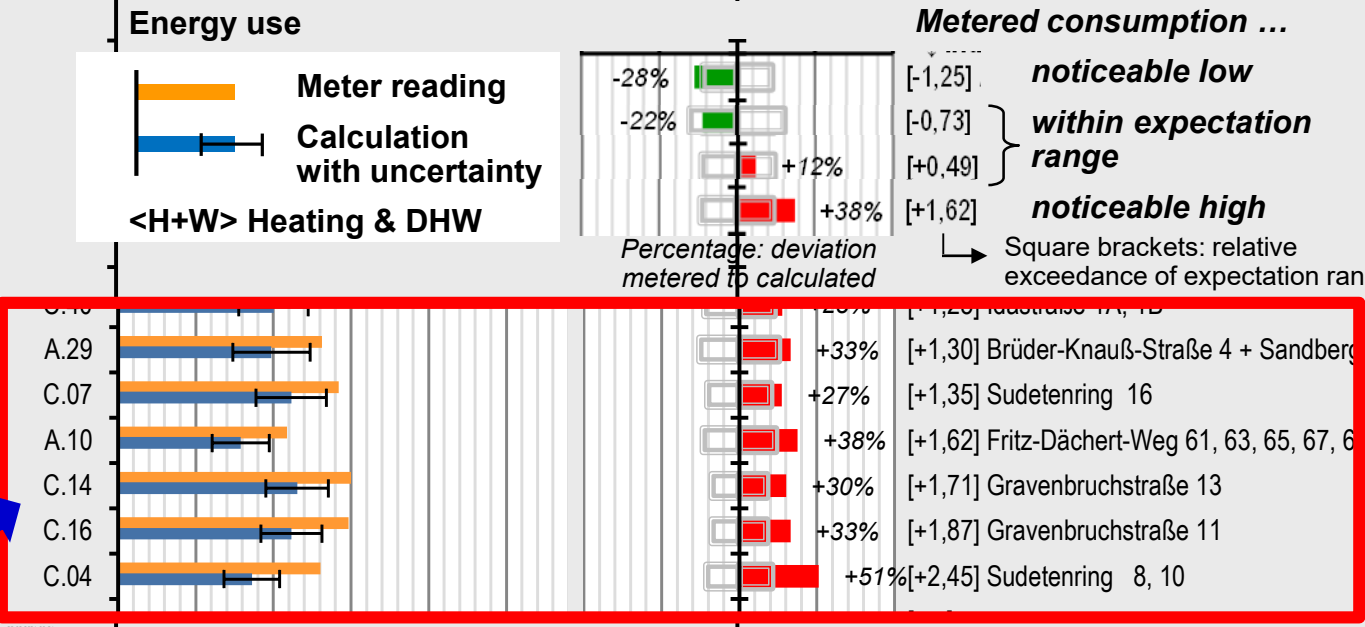 Energy use
Metered consumption …
Meter reading
Calculation
with uncertainty
<H+W> Heating & DHW
-28% [-1,25] noticeable low
-22% [-0,73] within expectation
range
+12% [+0,49]
+38% [+1,62] noticeable high
Percentage: deviation
metered to calculated
Square brackets: relative
exceedance of expectation ran
A.29 +33% [+1,30] Brüder-Knauß-Straße 4 + Sandberg
C.07 +27% [+1,35] Sudetenring 16
A.10 +38% [+1,62] Fritz-Dächert-Weg 61, 63, 65, 67, 6
C.14 +30% [+1,71] Gravenbruchstraße 13
C.16 +33% [+1,87] Gravenbruchstraße 11
C.04 +51% [+2,45] Sudetenring 8, 10